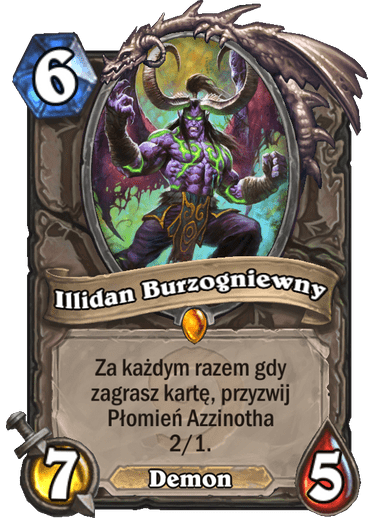 6
Illidan Burzogniewny
Za każdym razem gdy
zagrasz kartę, przyzwij
Płomień Azzinotha
2/1.
7
Demon
5